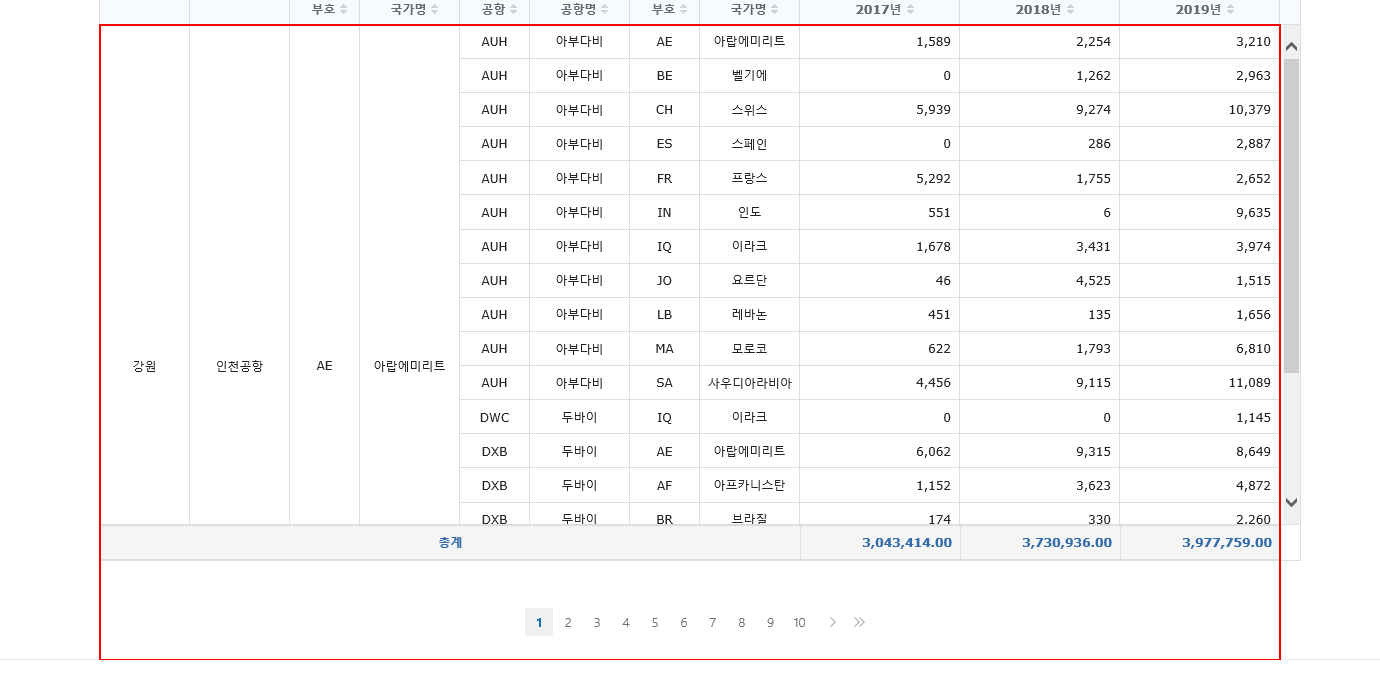 부호 국가명 공항 공항명 부호 국가명 2017년 2018년 2019년
AUH 아부다비 AE 아랍에미리트 1,589 2,254 3,210
AUH 아부다비 BE 벨기에 0 1,262 2,963
AUH 아부다비 CH 스위스 5,939 9,274 10,379
AUH 아부다비 ES 스페인 0 286 2,887
AUH 아부다비 FR 프랑스 5,292 1,755 2,652
AUH 아부다비 IN 인도 551 6 9,635
AUH 아부다비 IQ 이라크 1,678 3,431 3,974
AUH 아부다비 JO 요르단 46 4,525 1,515
AUH 아부다비 LB 레바논 451 135 1,656
AUH 아부다비 MA 모로코 622 1,793 6,810
강원 인천공항 AE 아랍에미리트
AUH 아부다비 SA 사우디아라비아 4,456 9,115 11,089
DWC 두바이 IQ 이라크 0 0 1,145
DXB 두바이 AE 아랍에미리트 6,062 9,315 8,649
DXB 두바이 AF 아프카니스탄 1,152 3,623 4,872
DXB 두바이 BR 브라질 174 330 2,260
총계 3,043,414.00 3,730,936.00 3,977,759.00
1 2 3 4 5 6 7 8 9 10